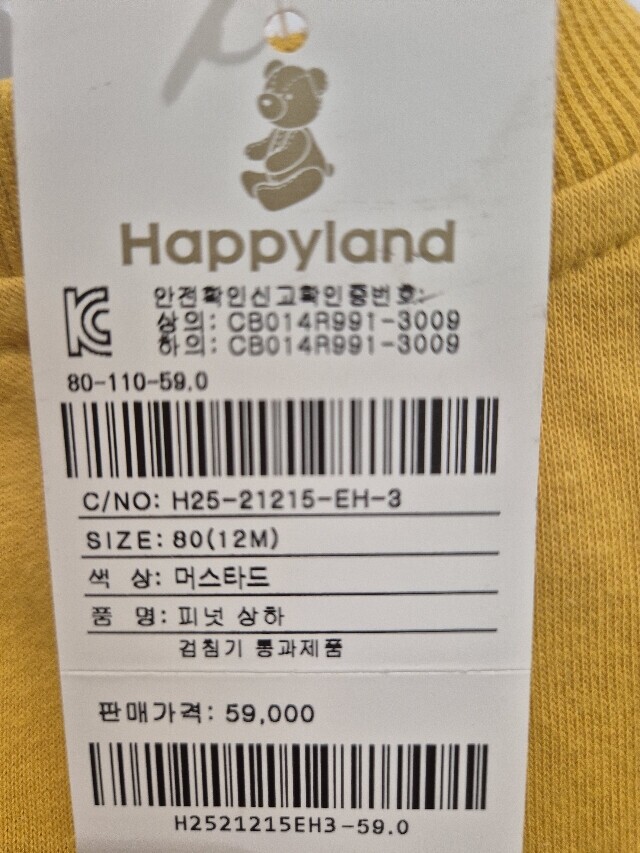 Happyland
안전확인신고확인증번호:
상의: CB014R991-3009
하의: CB014R991-3009
80-110-59.0
C/NO: H25-21215-EH-3
SIZE: 80(12M)
색 상: 머스타드
품 명: 피넛 상하
검침기 통과제품
판매가격: 59,000
H2521215EH3-59.0